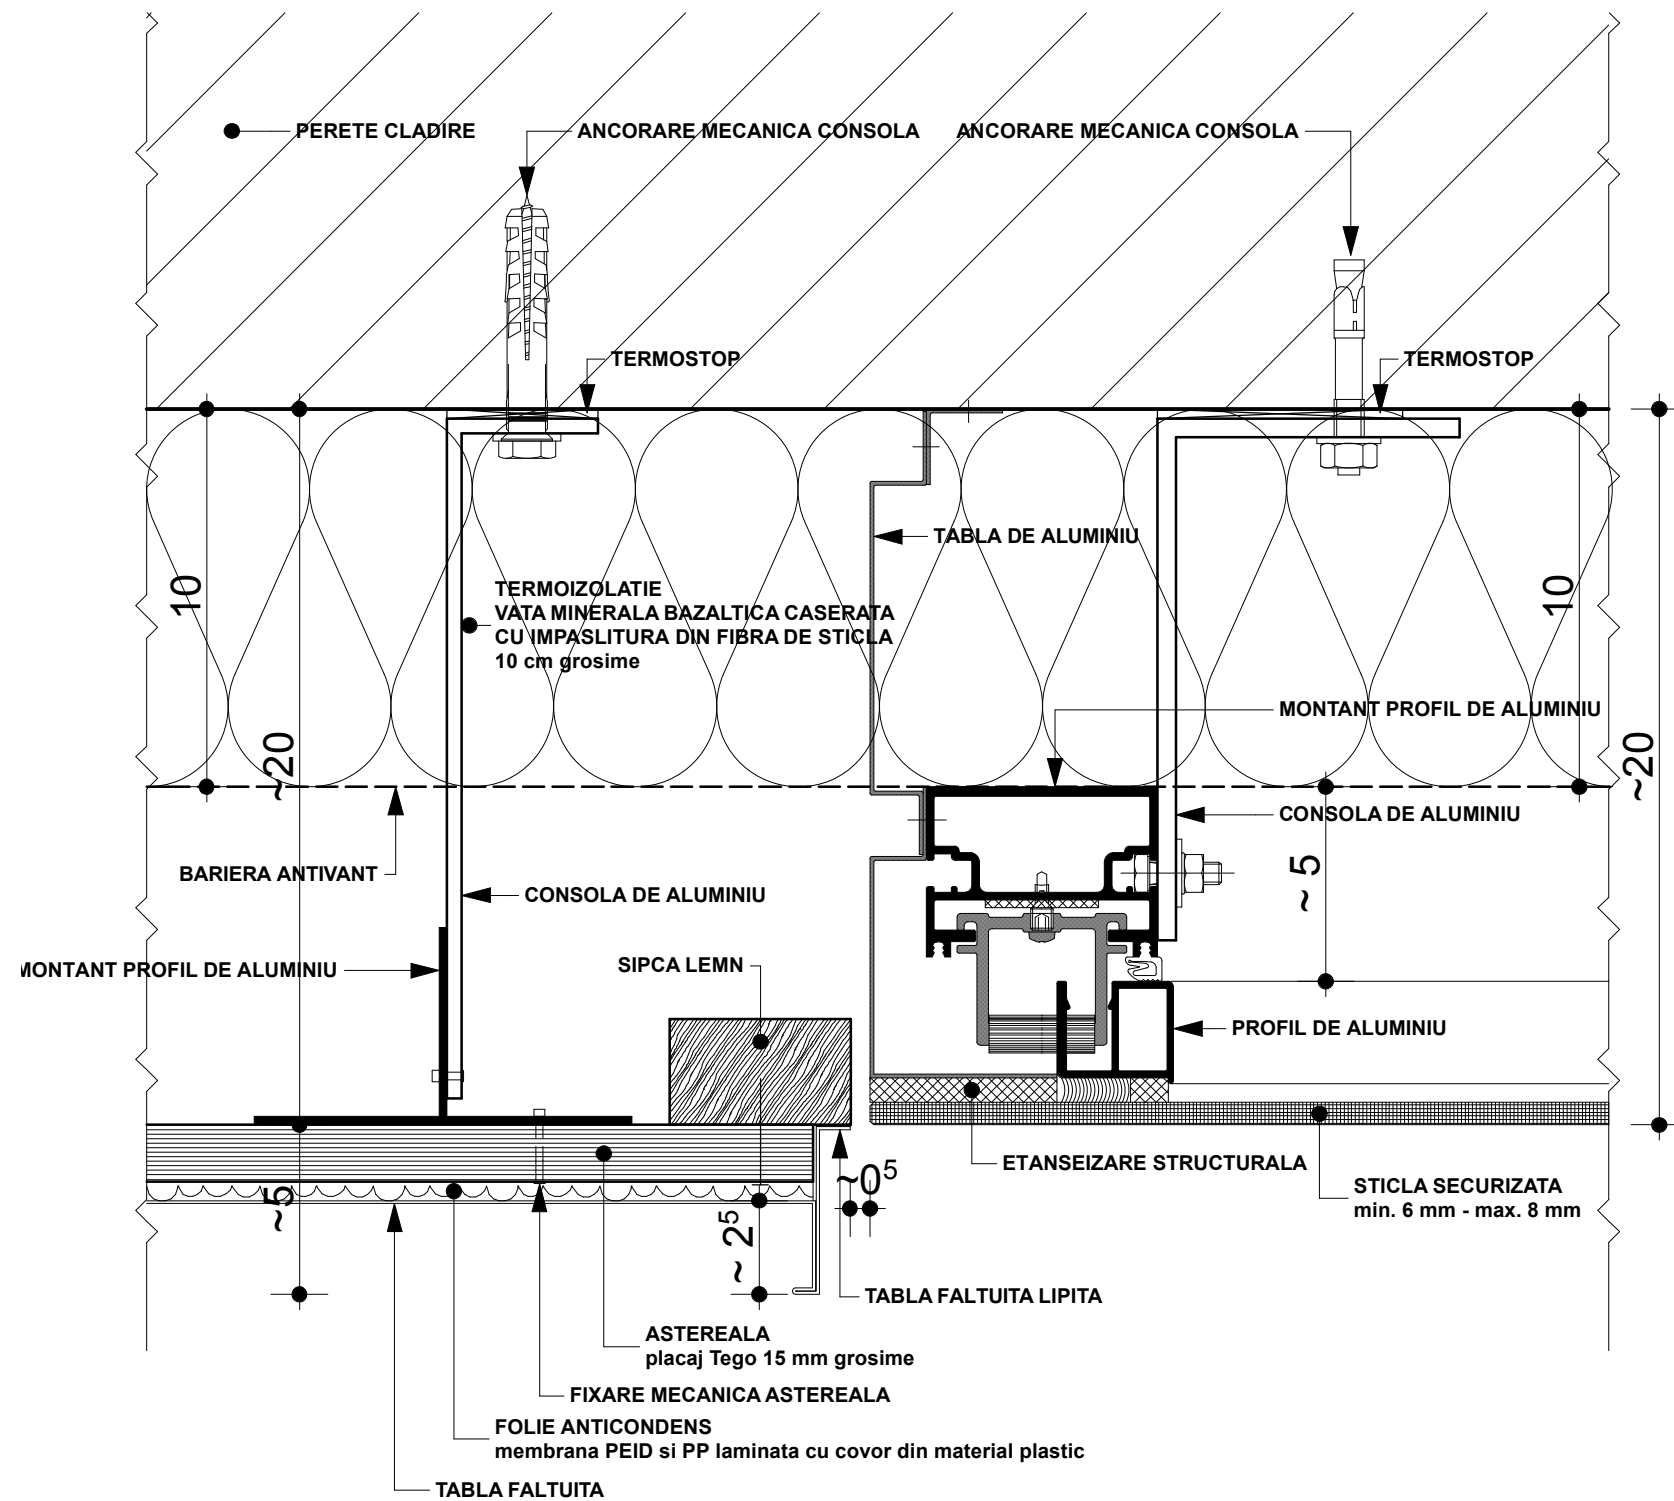 PERETE CLADIRE
ANCORARE MECANICA CONSOLA
ANCORARE MECANICA CONSOLA
TERMOSTOP
TERMOSTOP
TABLA DE ALUMINIU
TERMOIZOLATIE
VATA MINERALA BAZALTICA CASERATA
CU IMPASLITURA DIN FIBRA DE STICLA
10 cm grosime
10
10
~20
~20
MONTANT PROFIL DE ALUMINIU
CONSOLA DE ALUMINIU
~ 5
BARIERA ANTIVANT
CONSOLA DE ALUMINIU
MONTANT PROFIL DE ALUMINIU
SIPCA LEMN
PROFIL DE ALUMINIU
ETANSEIZARE STRUCTURALA
STICLA SECURIZATA
min. 6 mm - max. 8 mm
~0⁵
~5
~ 2⁵
TABLA FALTUITA LIPITA
ASTEREALA
placaj Tego 15 mm grosime
FIXARE MECANICA ASTEREALA
FOLIE ANTICONDENS
membrana PEID si PP laminata cu covor din material plastic
TABLA FALTUITA